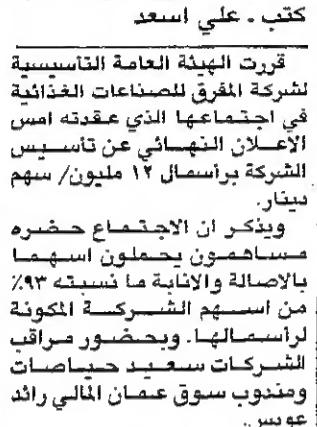 كتب - علي اسعد
قررت الهيئة العامة التأسيسية
لشركة المفرق للصناعات الغذائية
في اجتماعها الذي عقدته امس
الاعلان النهائي عن تأسيس
الشركة برأسمال ١٢ مليون/ سهم
دينار.
ويذكر ان الاجتماع حضره
مساهمون يحملون اسهما
بالاصالة والانابة ما نسبته ٩٣٪
من اسهم الشركة المكونة
لرأسمالها. وبحضور مراقب
الشركات سعيد حياصات
ومندوب سوق عمان المالي رائد
عويس.